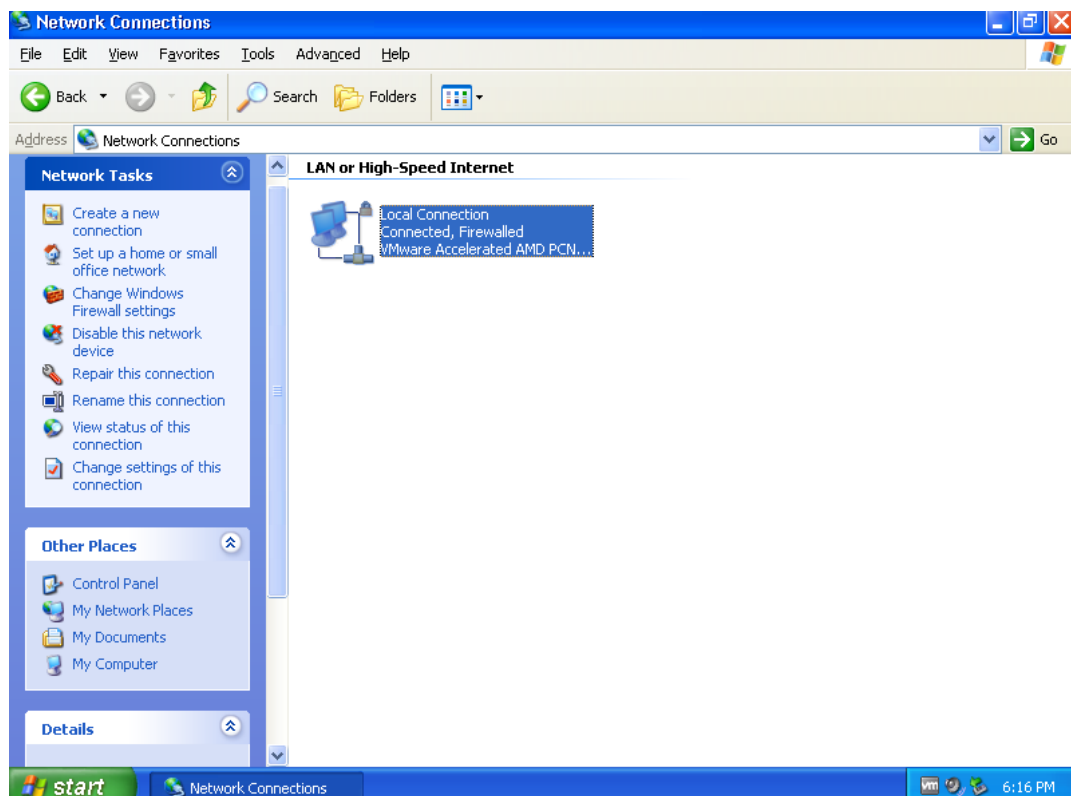 Network Connections
File Edit View Favorites Tools Advanced Help
Back Search Folders
Address Network Connections Go
Network Tasks
Create a new
connection
Set up a home or small
office network
Change Windows
Firewall settings
Disable this network
device
Repair this connection
Rename this connection
View status of this
connection
Change settings of this
connection
Other Places
Control Panel
My Network Places
My Documents
My Computer
Details
LAN or High-Speed Internet
Local Connection
Connected, Firewalled
VMware Accelerated AMD PCN...
start Network Connections vm 6:16 PM